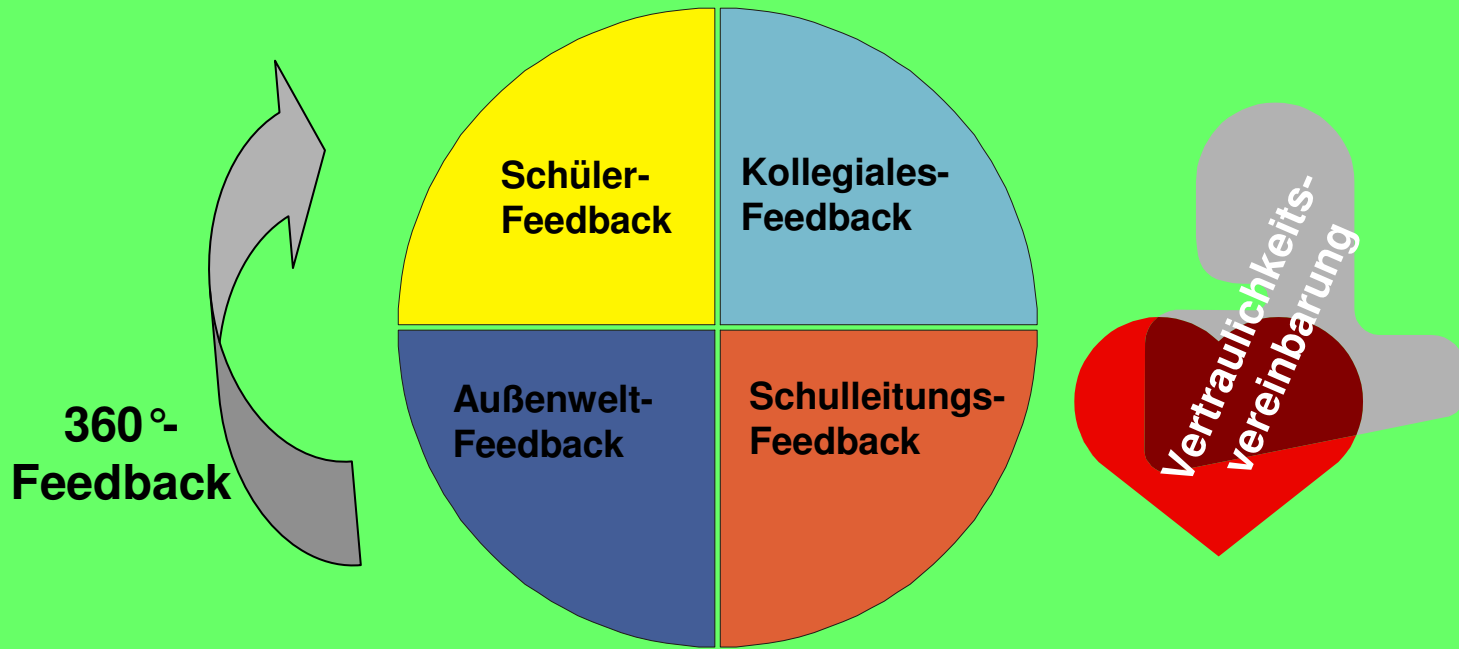 360°-
Feedback
Schüler-
Feedback
Kollegiales-
Feedback
Außenwelt-
Feedback
Schulleitungs-
Feedback
Vertraulichkeits-
vereinbarung